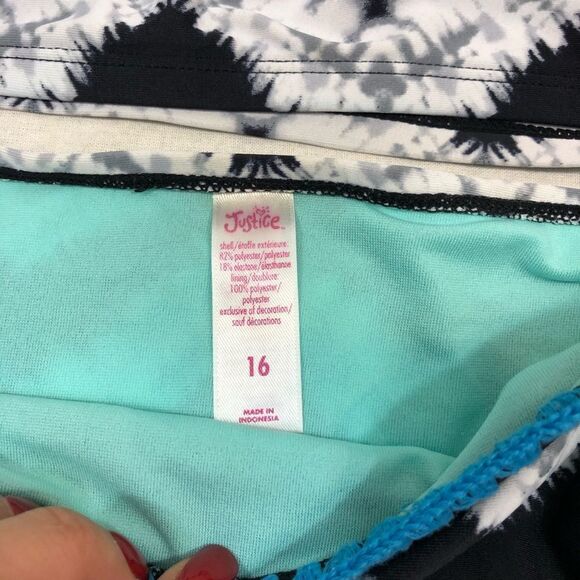 Justice
shell/étoffe extérieure:
82% polyester/polyester
18% elastane/élasthanne
lining/doublure:
100% polyester/
polyester
exclusive of decoration/
sauf décorations
16
MADE IN
INDONESIA